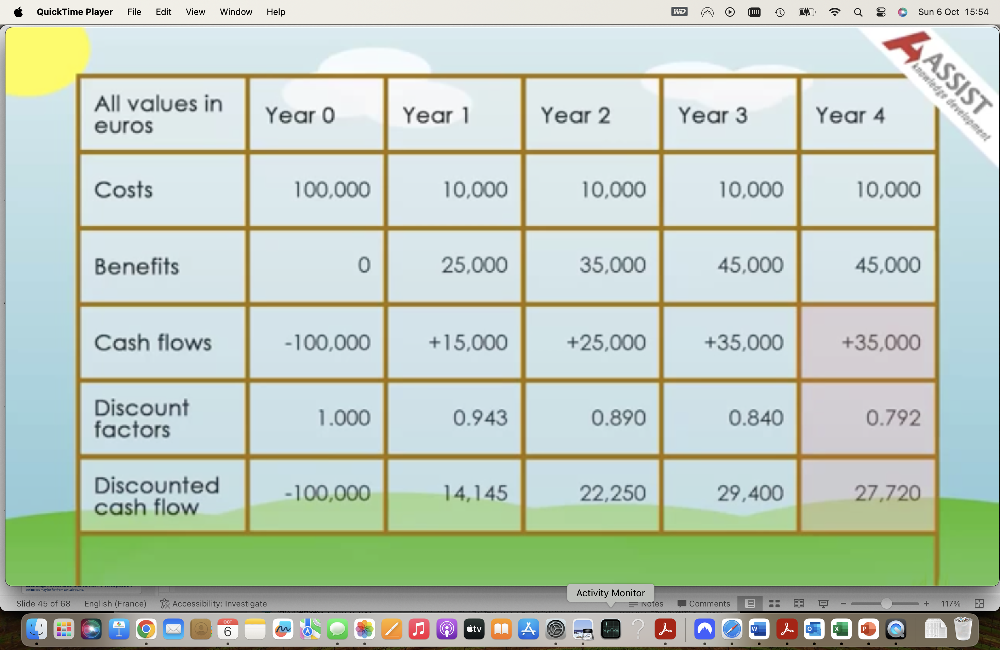 QuickTime Player File Edit View Window Help
WD
Sun 6 Oct 15:54
ASSIST
knowledge development
All values in
euros
Year 0 Year 1 Year 2 Year 3 Year 4
Costs 100,000 10,000 10,000 10,000 10,000
Benefits 0 25,000 35,000 45,000 45,000
Cash flows -100,000 +15,000 +25,000 +35,000 +35,000
Discount
factors
1.000 0.943 0.890 0.840 0.792
Discounted
cash flow
-100,000 14,145 22,250 29,400 27,720
estimates may be far from actual results.
Activity Monitor
Slide 45 of 68 English (France) Accessibility: Investigate Notes Comments 117%
OCT
6
tv
W
O
X
P
CSV